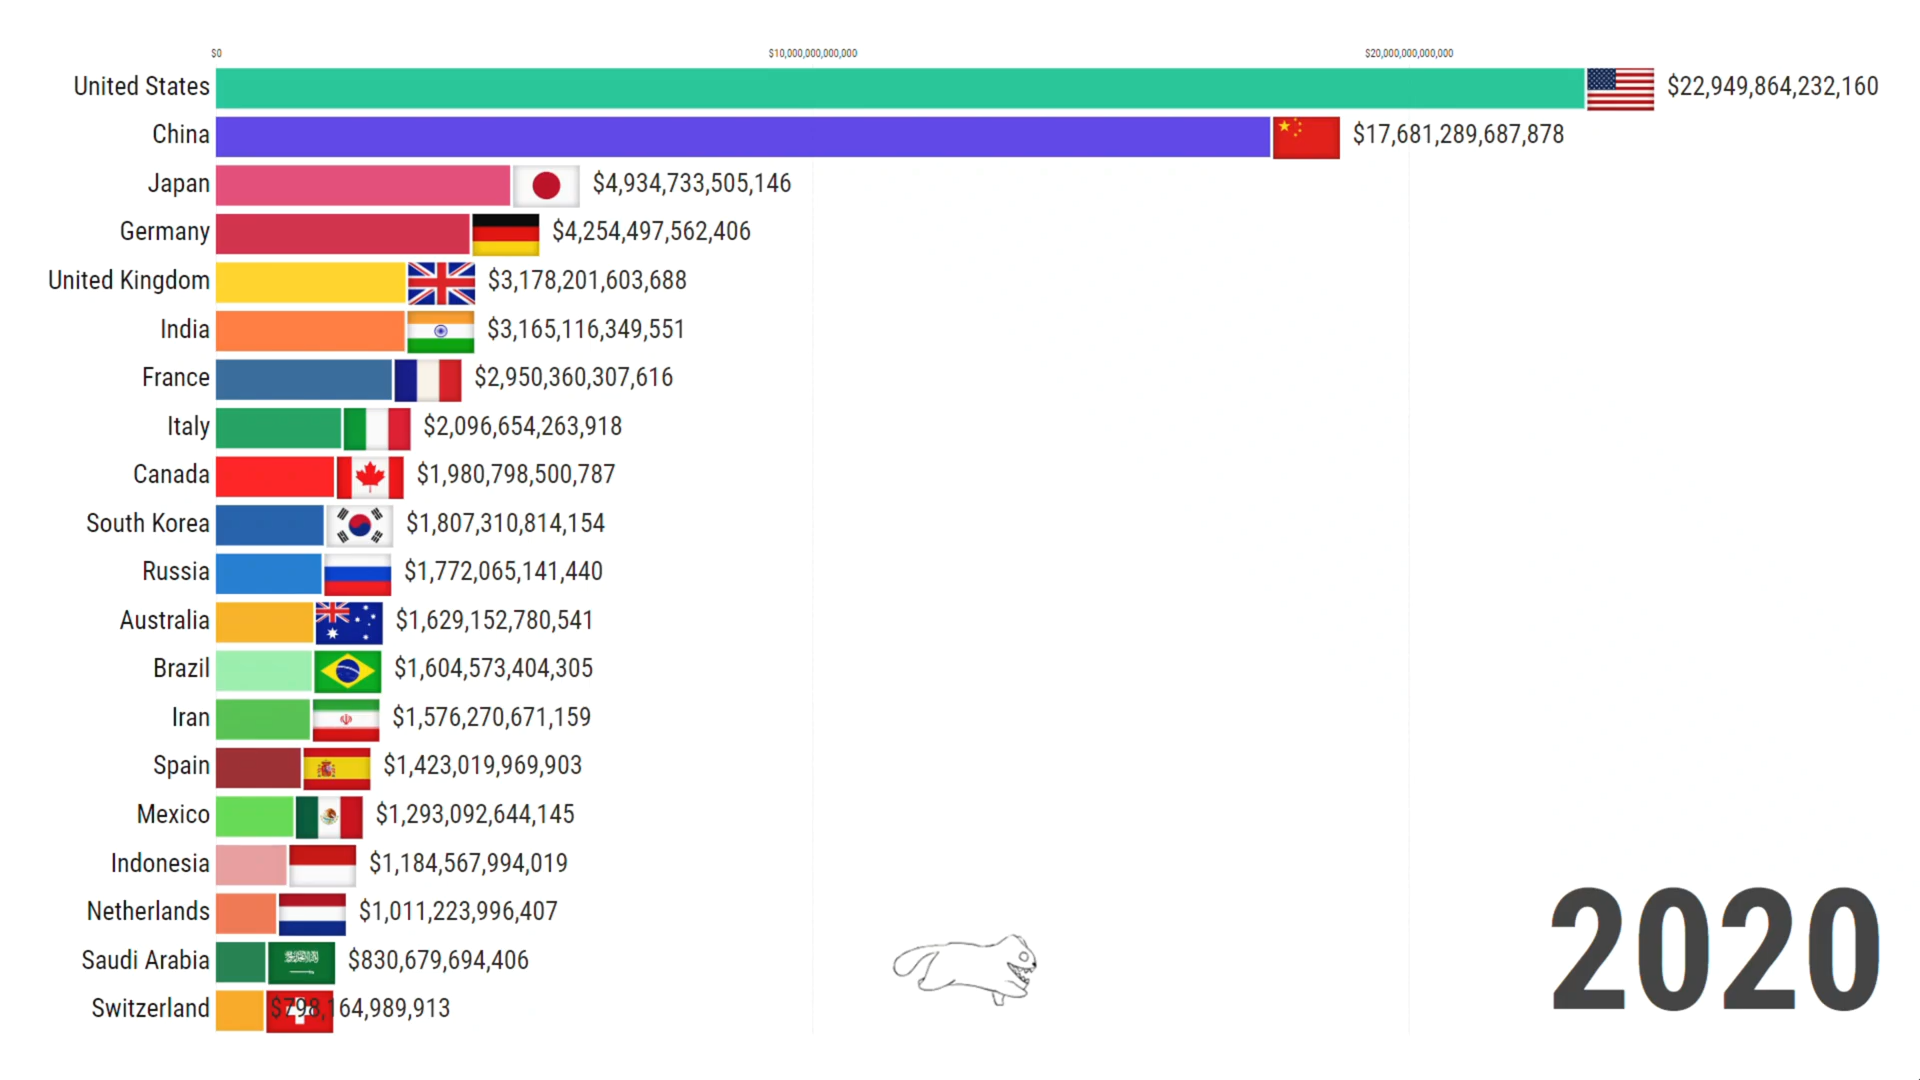 $0 $10,000,000,000,000 $20,000,000,000,000
United States $22,949,864,232,160
China $17,681,289,687,878
Japan $4,934,733,505,146
Germany $4,254,497,562,406
United Kingdom $3,178,201,603,688
India $3,165,116,349,551
France $2,950,360,307,616
Italy $2,096,654,263,918
Canada $1,980,798,500,787
South Korea $1,807,310,814,154
Russia $1,772,065,141,440
Australia $1,629,152,780,541
Brazil $1,604,573,404,305
Iran $1,576,270,671,159
Spain $1,423,019,969,903
Mexico $1,293,092,644,145
Indonesia $1,184,567,994,019
Netherlands $1,011,223,996,407
Saudi Arabia $830,679,694,406
Switzerland $798,164,989,913
2020